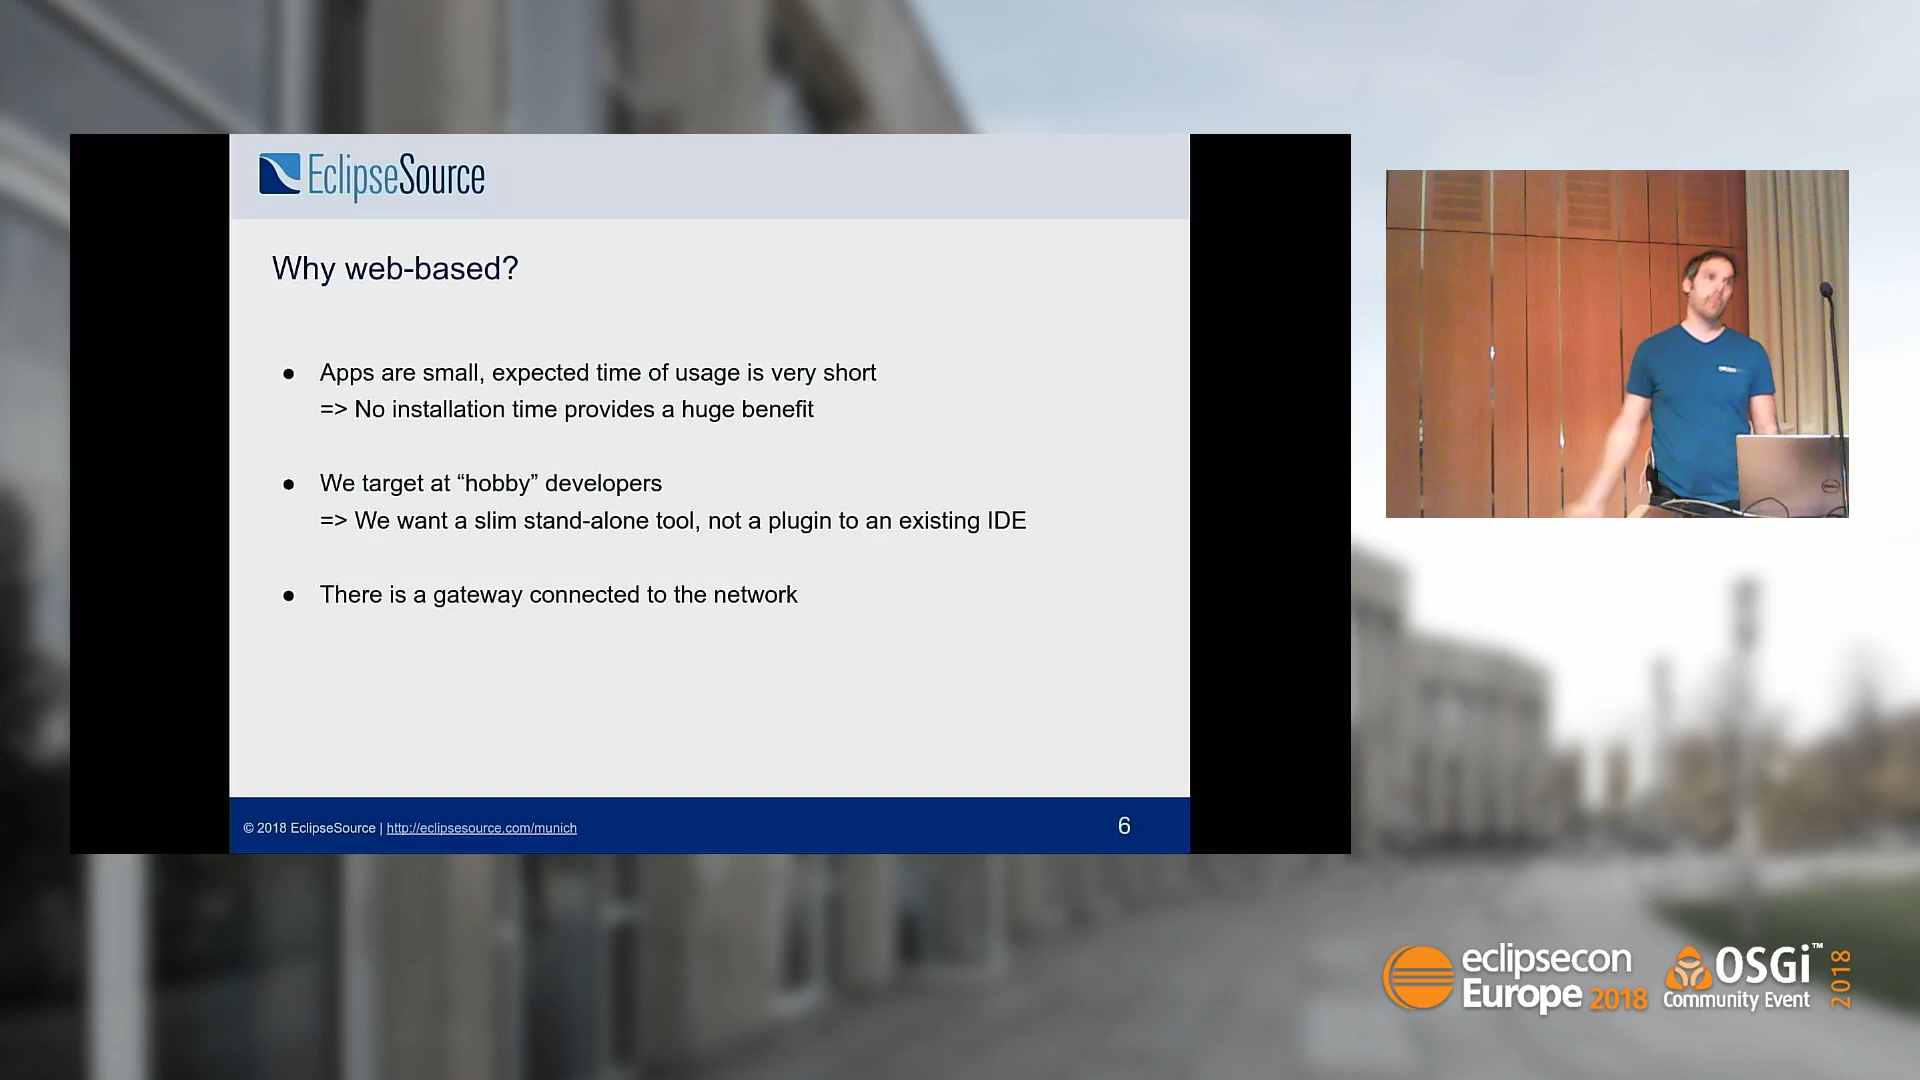 EclipseSource
Why web-based?
● Apps are small, expected time of usage is very short
=> No installation time provides a huge benefit
● We target at “hobby” developers
=> We want a slim stand-alone tool, not a plugin to an existing IDE
● There is a gateway connected to the network
© 2018 EclipseSource | http://eclipsesource.com/munich
6
DELL
eclipsecon
Europe 2018
OSGi™
Community Event
2018